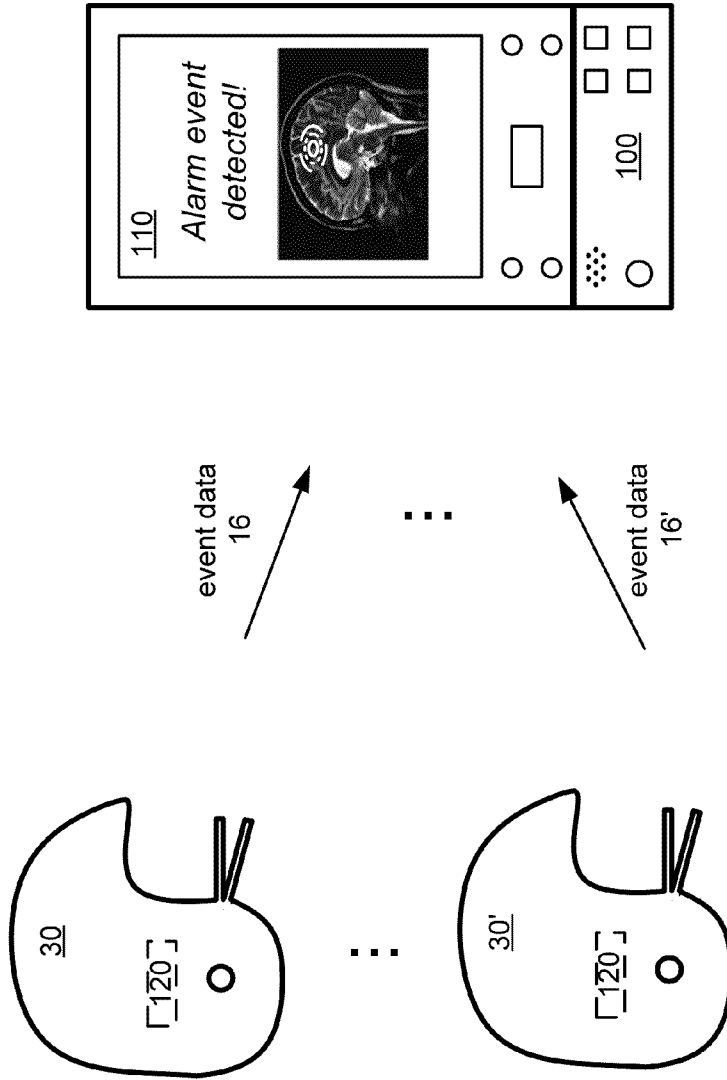 30
120
30'
120
event data
16
event data
16'
110
Alarm event
detected!
100